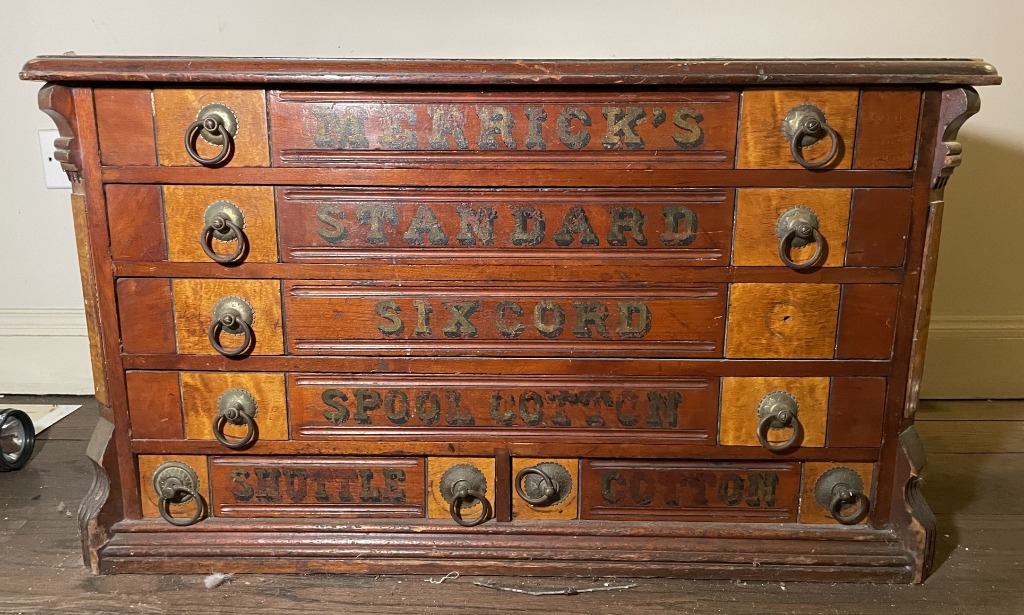 MERRICK'S
STANDARD
SIX CORD
SPOOL COTTON
SHUTTLE COTTON